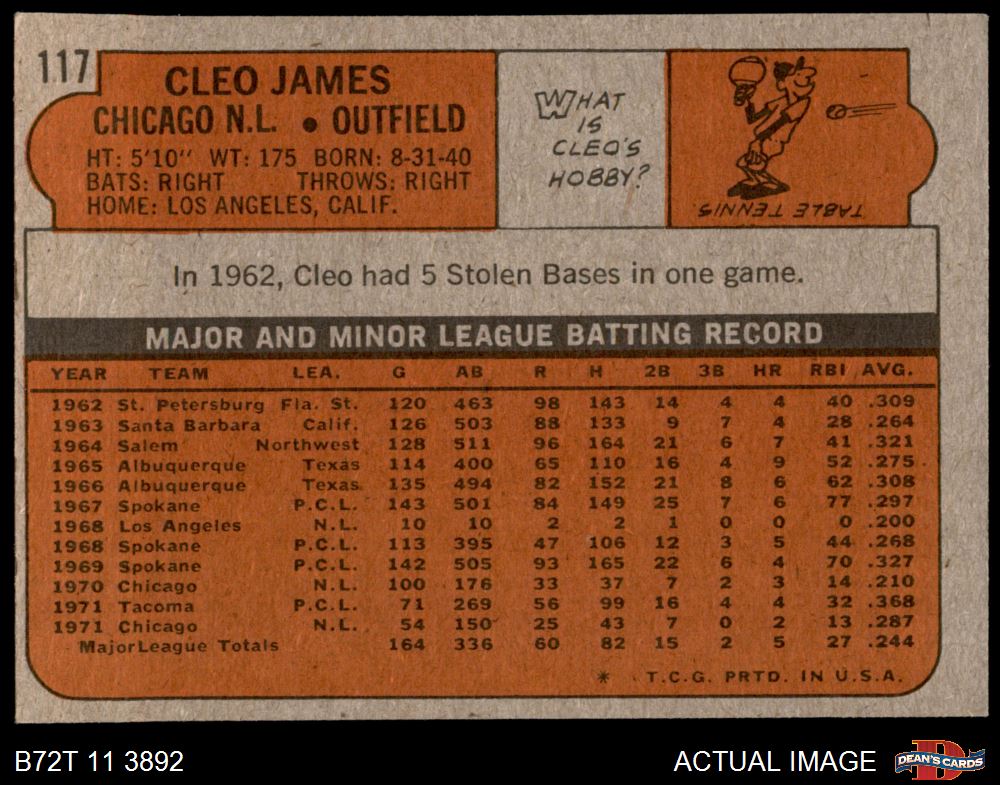 117
CLEO JAMES
CHICAGO N.L. • OUTFIELD
HT: 5'10" WT: 175 BORN: 8-31-40
BATS: RIGHT THROWS: RIGHT
HOME: LOS ANGELES, CALIF.
WHAT
IS
CLEO'S
HOBBY?
TABLE TENNIS.
In 1962, Cleo had 5 Stolen Bases in one game.
MAJOR AND MINOR LEAGUE BATTING RECORD
YEAR TEAM LEA. G AB R H 2B 3B HR RBI AVG.
1962 St. Petersburg Fla. St. 120 463 98 143 14 4 4 40 .309
1963 Santa Barbara Calif. 126 503 88 133 9 7 4 28 .264
1964 Salem Northwest 128 511 96 164 21 6 7 41 .321
1965 Albuquerque Texas 114 400 65 110 16 4 9 52 .275
1966 Albuquerque Texas 135 494 82 152 21 8 6 62 .308
1967 Spokane P.C.L. 143 501 84 149 25 7 6 77 .297
1968 Los Angeles N.L. 10 10 2 2 1 0 0 0 .200
1968 Spokane P.C.L. 113 395 47 106 12 3 5 44 .268
1969 Spokane P.C.L. 142 505 93 165 22 6 4 70 .327
1970 Chicago N.L. 100 176 33 37 7 2 3 14 .210
1971 Tacoma P.C.L. 71 269 56 99 16 4 4 32 .368
1971 Chicago N.L. 54 150 25 43 7 0 2 13 .287
Major League Totals 164 336 60 82 15 2 5 27 .244
* T.C.G. PRTD. IN U.S.A.
B72T 11 3892
ACTUAL IMAGE
DEAN'S CARDS